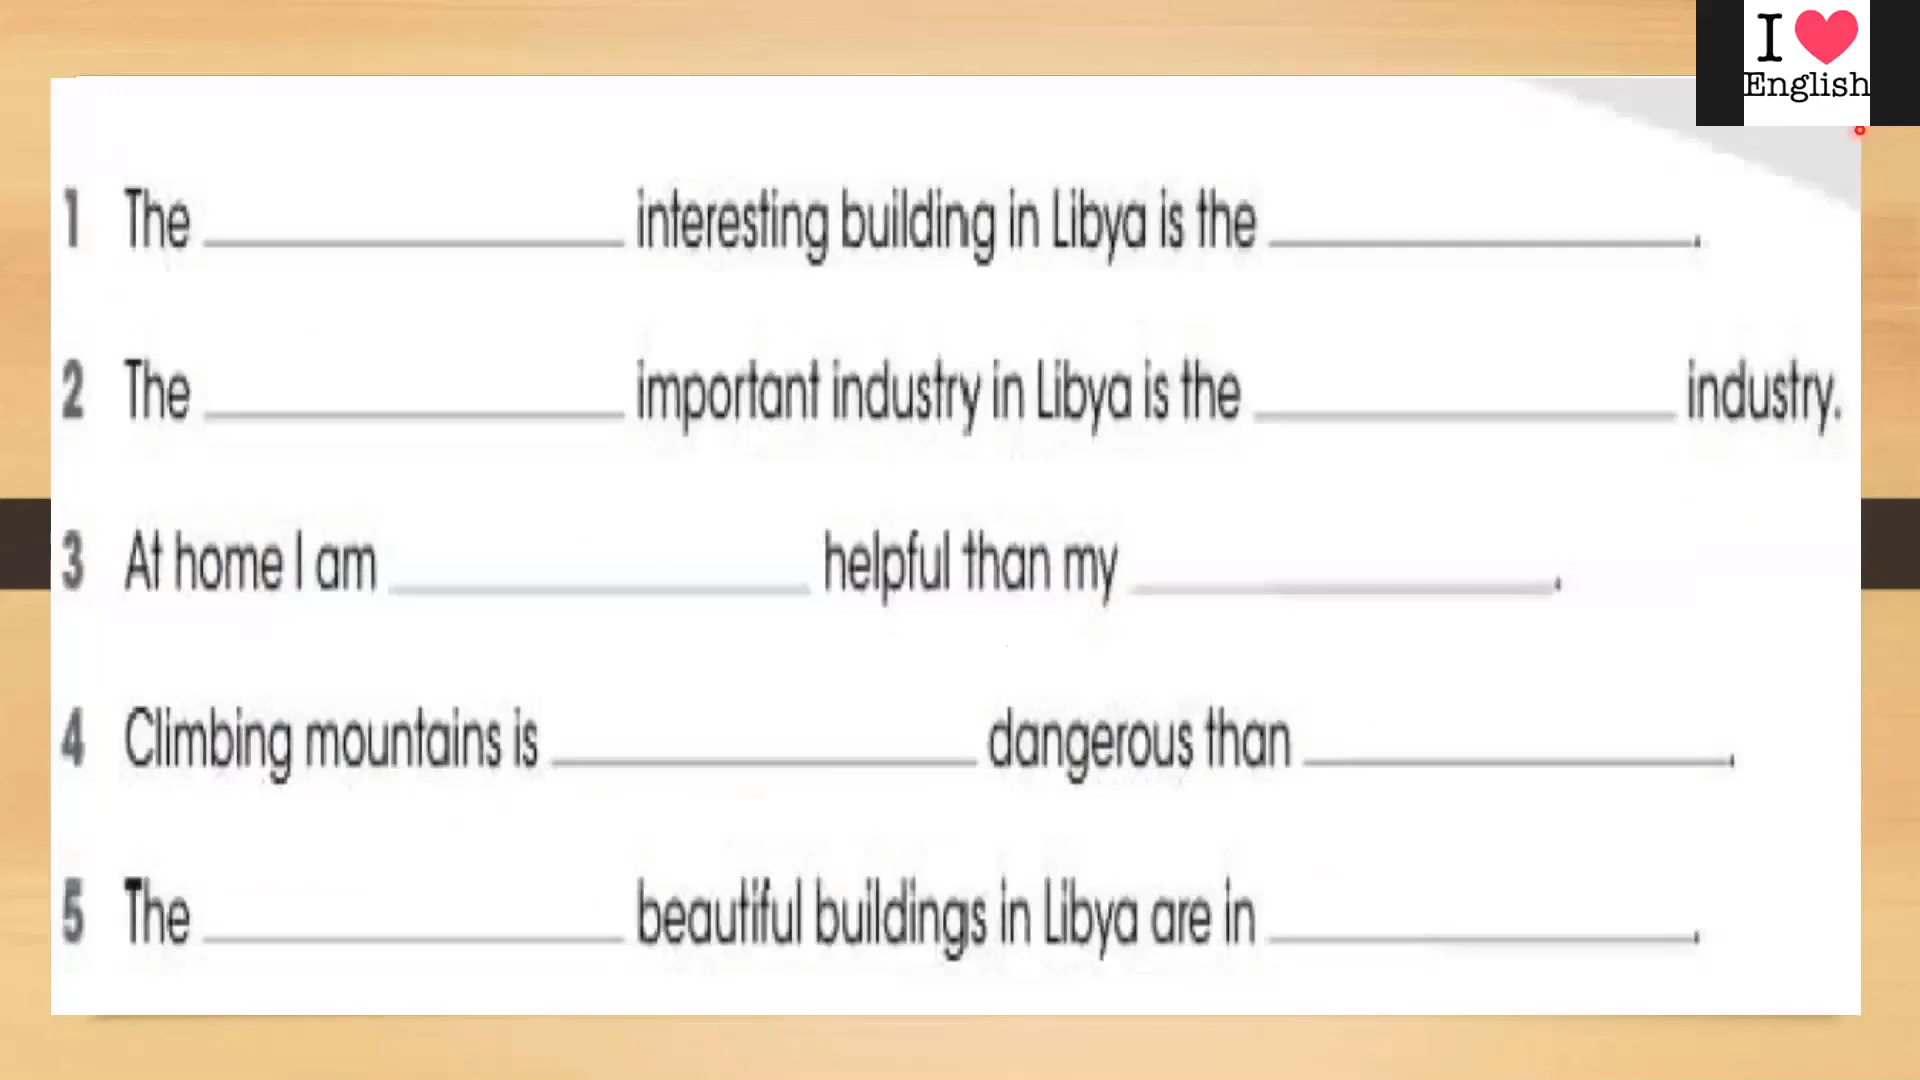 I ❤ English
1 The ____________ interesting building in Libya is the ____________.
2 The ____________ important industry in Libya is the ____________ industry.
3 At home I am ____________ helpful than my ____________.
4 Climbing mountains is ____________ dangerous than ____________.
5 The ____________ beautiful buildings in Libya are in ____________.